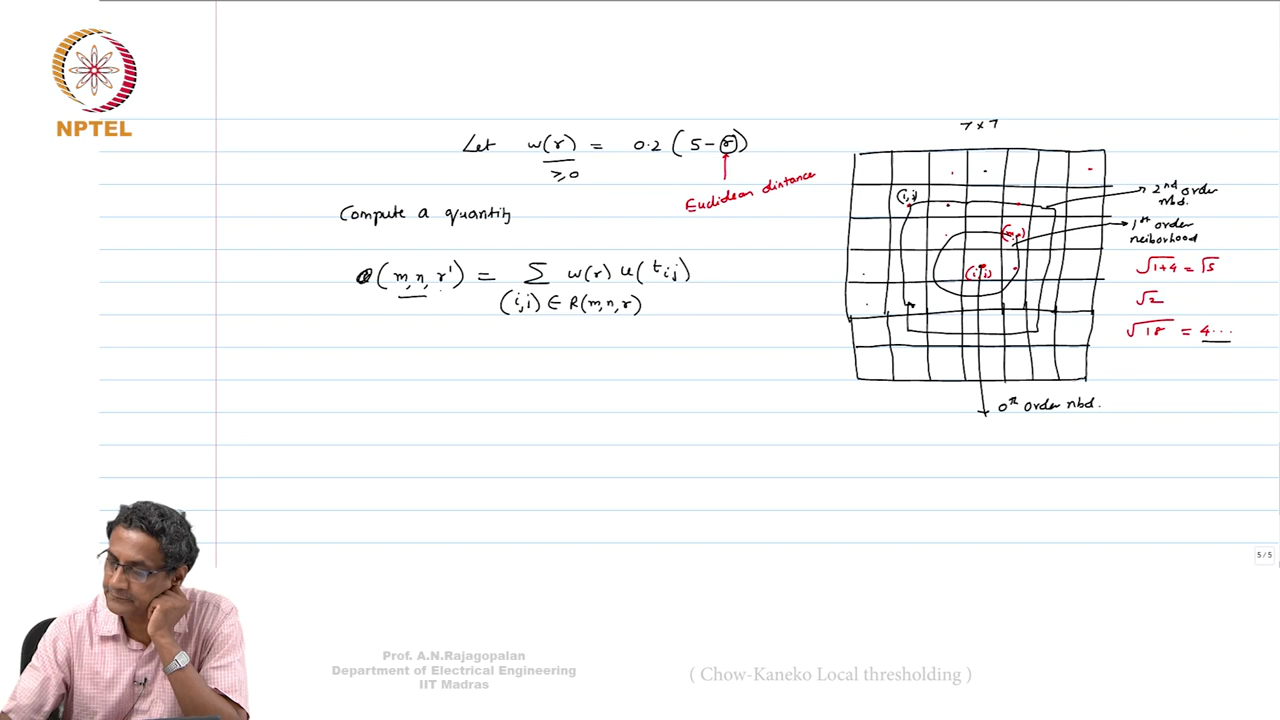 NPTEL
7 x 7
Let w(r) = 0.2 ( 5 - r )
≥ 0
Euclidean distance
Compute a quantity
( m, n, r' ) = Σ w(r) u( t i,j )
(i,j) ∈ R(m, n, r)
(i,j)
2nd order
nbd.
1st order
neiborhood
(i,j)
√1+4 = √5
√2
√18 = 4...
0th order nbd.
5 / 5
Prof. A.N.Rajagopalan
Department of Electrical Engineering
IIT Madras
( Chow-Kaneko Local thresholding )